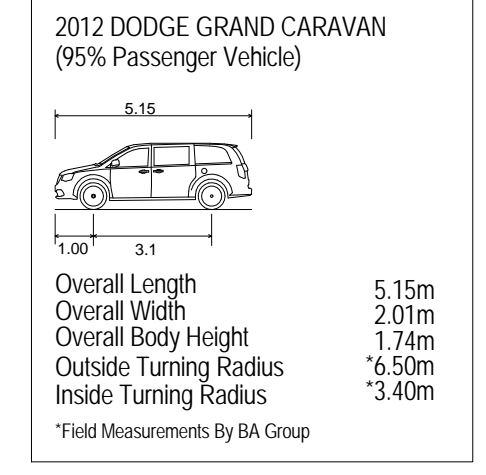 2012 DODGE GRAND CARAVAN
(95% Passenger Vehicle)
5.15
1.00 3.1
Overall Length 5.15m
Overall Width 2.01m
Overall Body Height 1.74m
Outside Turning Radius *6.50m
Inside Turning Radius *3.40m
*Field Measurements By BA Group